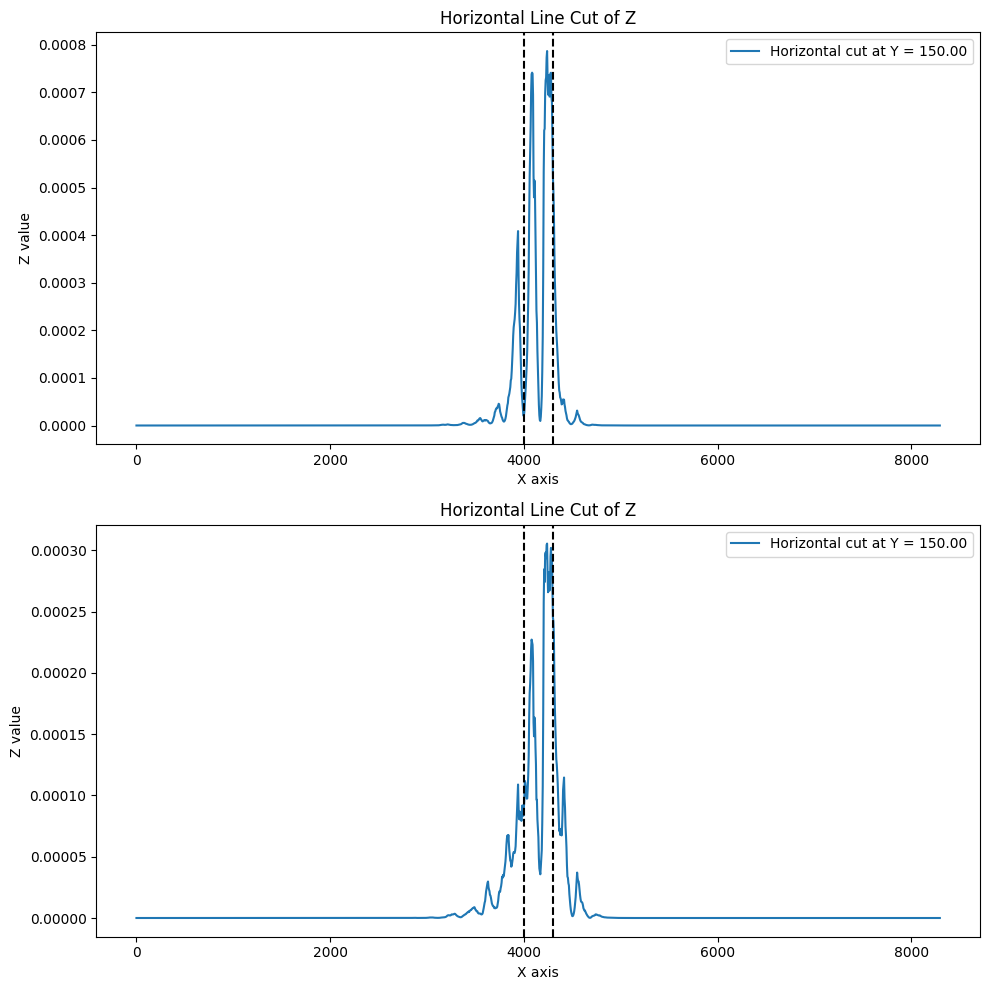 Horizontal Line Cut of Z
Horizontal cut at Y = 150.00
0.0008
0.0007
0.0006
0.0005
0.0004
0.0003
0.0002
0.0001
0.0000
Z value
0 2000 4000 6000 8000
X axis
Horizontal Line Cut of Z
Horizontal cut at Y = 150.00
0.00030
0.00025
0.00020
0.00015
0.00010
0.00005
0.00000
Z value
0 2000 4000 6000 8000
X axis